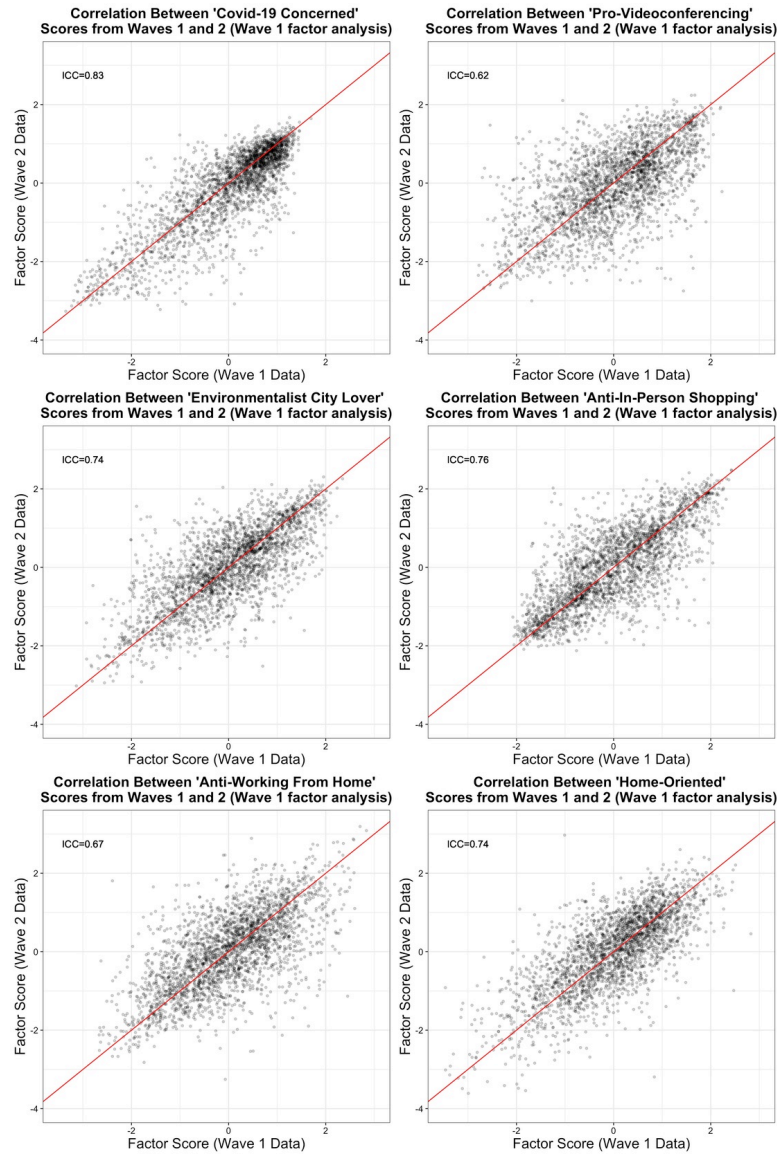 Correlation Between 'Covid-19 Concerned'
Scores from Waves 1 and 2 (Wave 1 factor analysis)
ICC=0.83
2
0
-2
-4
Factor Score (Wave 2 Data)
-2 0 2
Factor Score (Wave 1 Data)
Correlation Between 'Pro-Videoconferencing'
Scores from Waves 1 and 2 (Wave 1 factor analysis)
ICC=0.62
2
0
-2
-4
Factor Score (Wave 2 Data)
-2 0 2
Factor Score (Wave 1 Data)
Correlation Between 'Environmentalist City Lover'
Scores from Waves 1 and 2 (Wave 1 factor analysis)
ICC=0.74
2
0
-2
-4
Factor Score (Wave 2 Data)
-2 0 2
Factor Score (Wave 1 Data)
Correlation Between 'Anti-In-Person Shopping'
Scores from Waves 1 and 2 (Wave 1 factor analysis)
ICC=0.76
2
0
-2
-4
Factor Score (Wave 2 Data)
-2 0 2
Factor Score (Wave 1 Data)
Correlation Between 'Anti-Working From Home'
Scores from Waves 1 and 2 (Wave 1 factor analysis)
ICC=0.67
2
0
-2
-4
Factor Score (Wave 2 Data)
-2 0 2
Factor Score (Wave 1 Data)
Correlation Between 'Home-Oriented'
Scores from Waves 1 and 2 (Wave 1 factor analysis)
ICC=0.74
2
0
-2
-4
Factor Score (Wave 2 Data)
-2 0 2
Factor Score (Wave 1 Data)